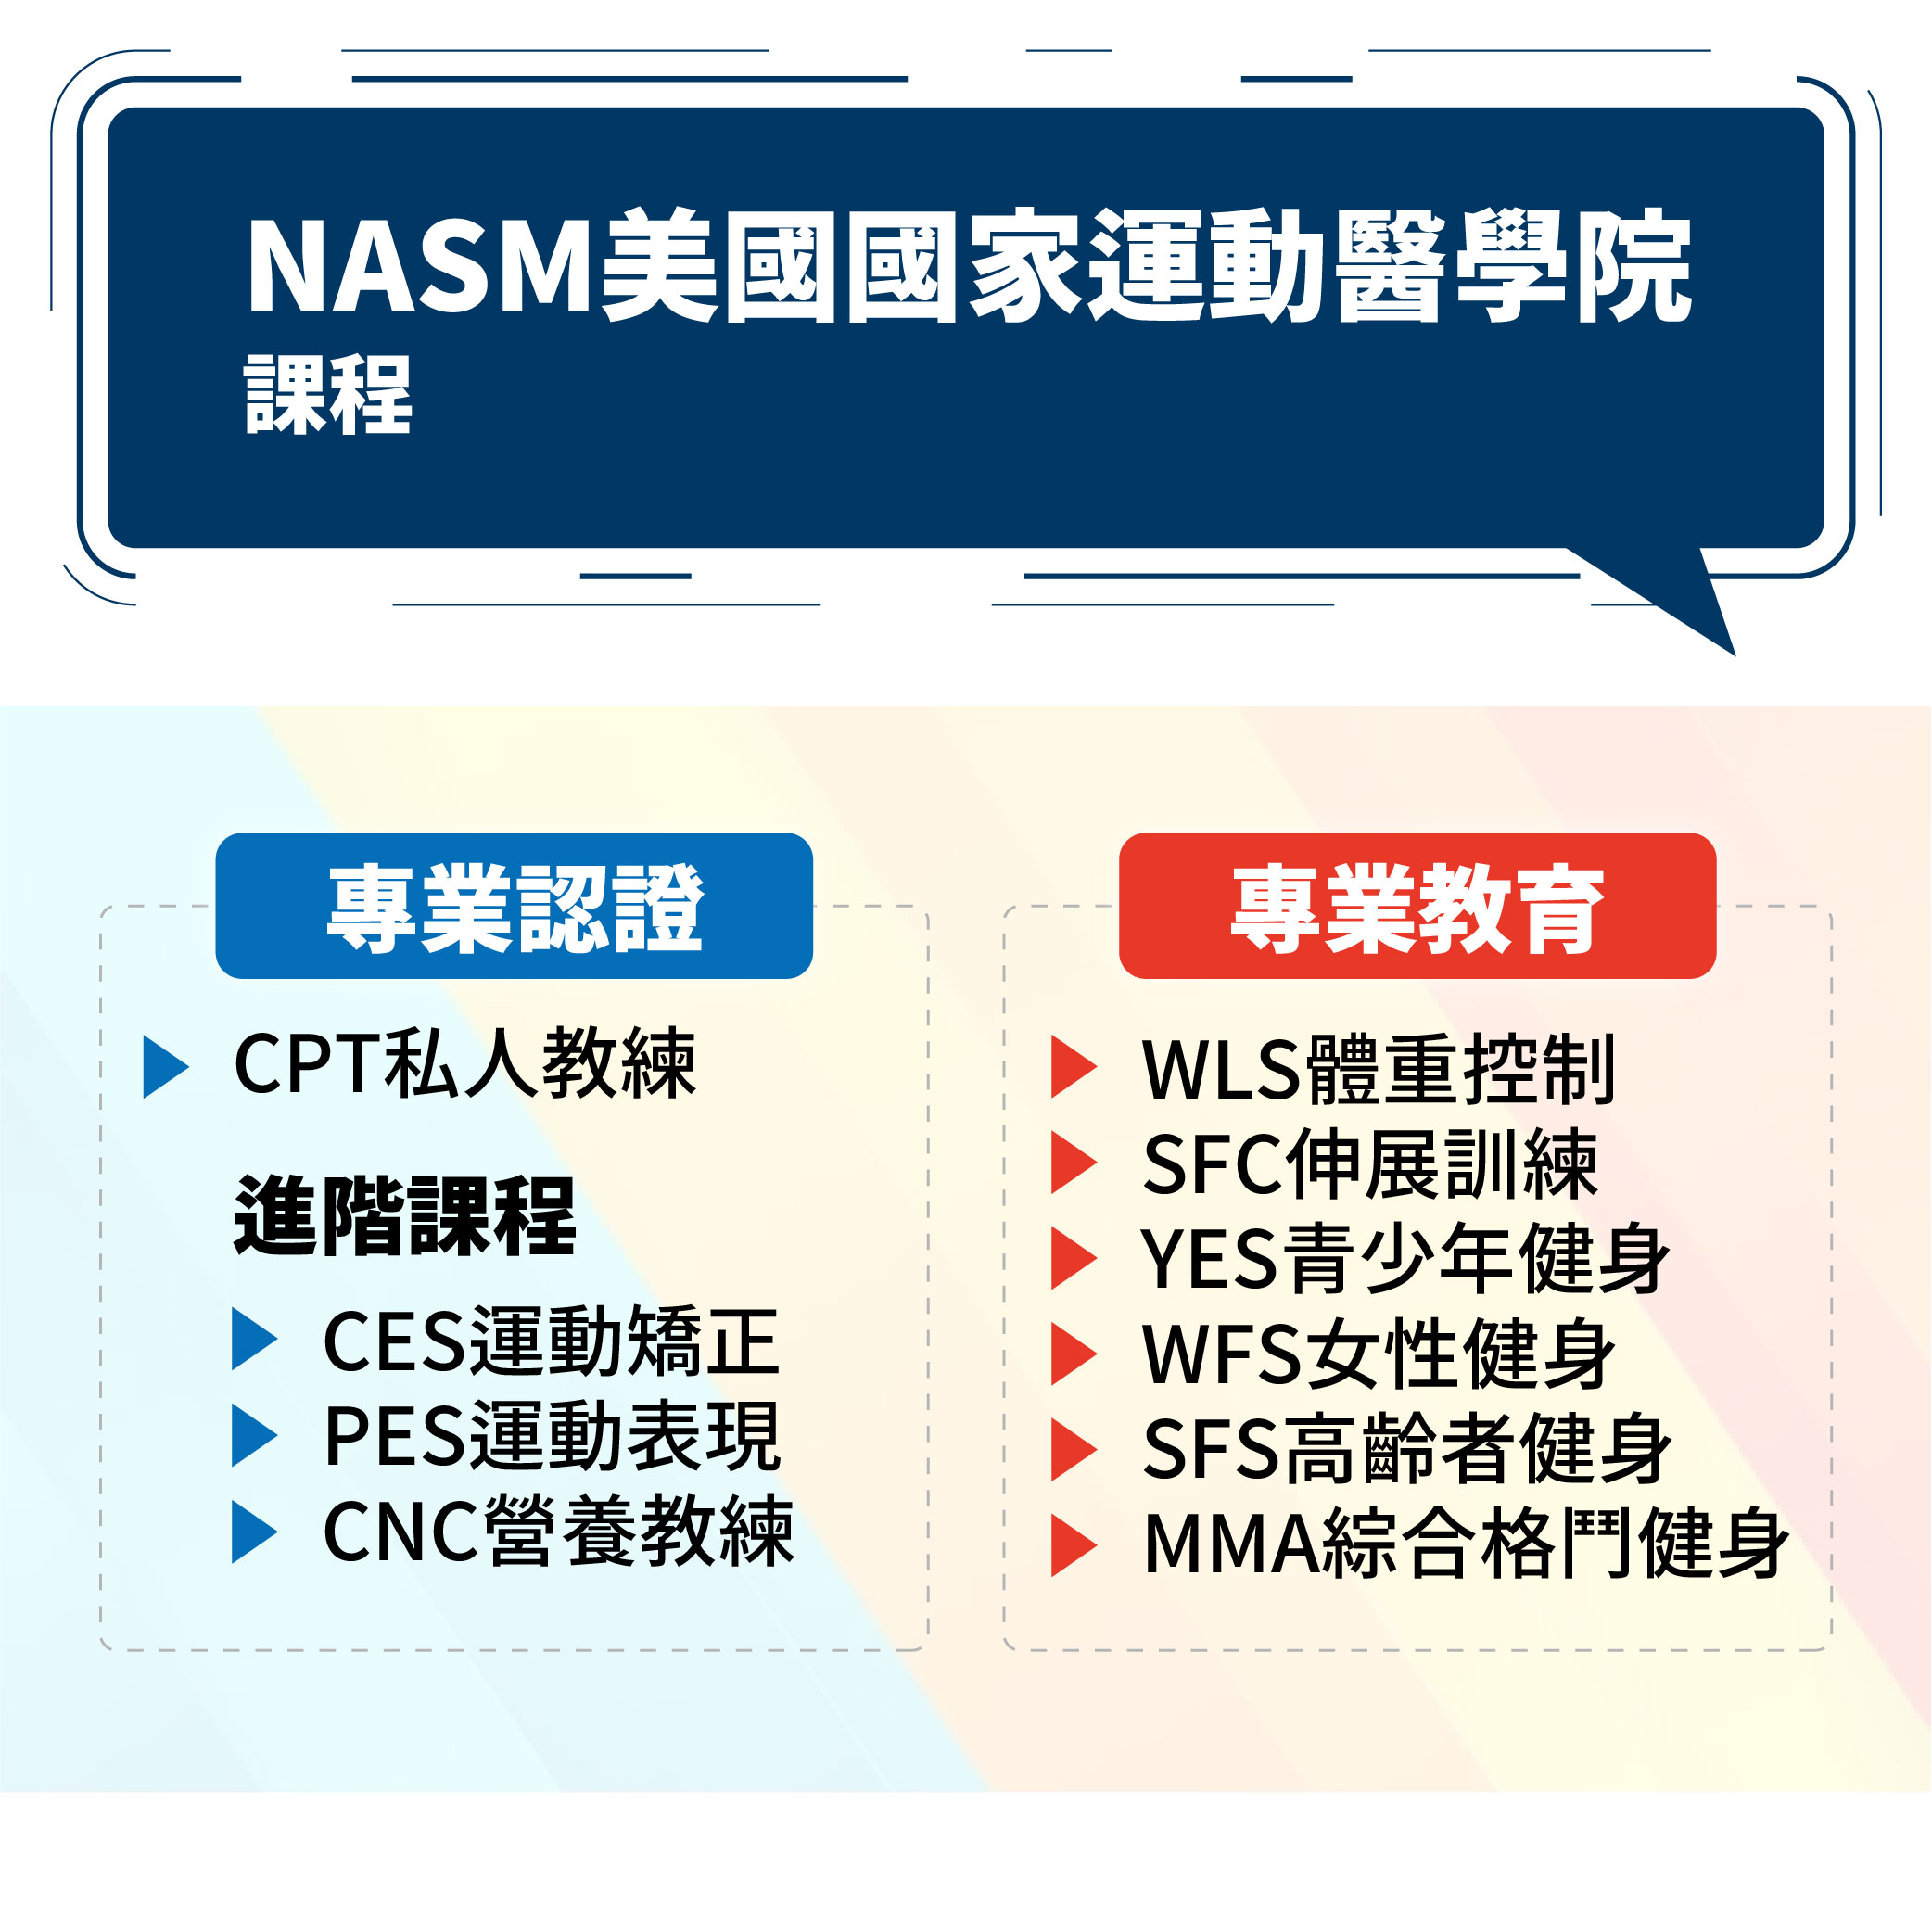 NASM美國國家運動醫學院
課程
專業認證
CPT私人教練
進階課程
CES運動矯正
PES運動表現
CNC營養教練
專業教育
WLS體重控制
SFC伸展訓練
YES青少年健身
WFS女性健身
SFS高齡者健身
MMA綜合格鬥健身